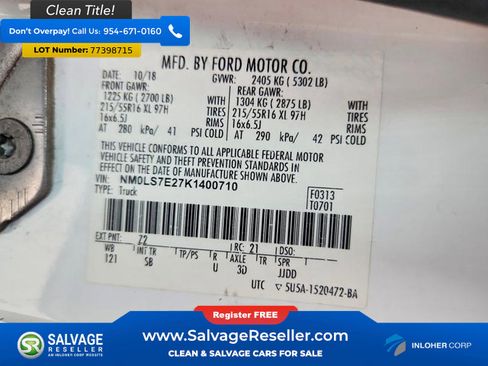 Clean Title!
Don't Overpay! Call Us: 954-671-0160
LOT Number: 77398715
MFD. BY FORD MOTOR CO.
DATE: 10/18 GVWR: 2405 KG ( 5302 LB)
FRONT GAWR: REAR GAWR:
1225 KG ( 2700 LB) 1304 KG ( 2875 LB)
215/55R16 XL 97H TIRES 215/55R16 XL 97H TIRES
16x6.5J RIMS 16x6.5J RIMS
AT 280 kPa/ 41 PSI COLD AT 290 kPa/ 42 PSI COLD
THIS VEHICLE CONFORMS TO ALL APPLICABLE FEDERAL MOTOR
VEHICLE SAFETY AND THEFT PREVENTION STANDARDS IN
EFFECT ON THE DATE OF MANUFACTURE SHOWN ABOVE.
VIN: NM0LS7E27K1400710
TYPE: Truck
F0313
T0701
EXT PNT: Z2 RC: 21 DSO:
WB INT TR TP/PS R AXLE TR SPR
121 SB U 3D JJDD
UTC 5U5A-1520472-BA
Register FREE!
SALVAGE
RESELLER
AN INLOHER CORP WEBSITE
www.SalvageReseller.com
CLEAN & SALVAGE CARS FOR SALE
INLOHER CORP